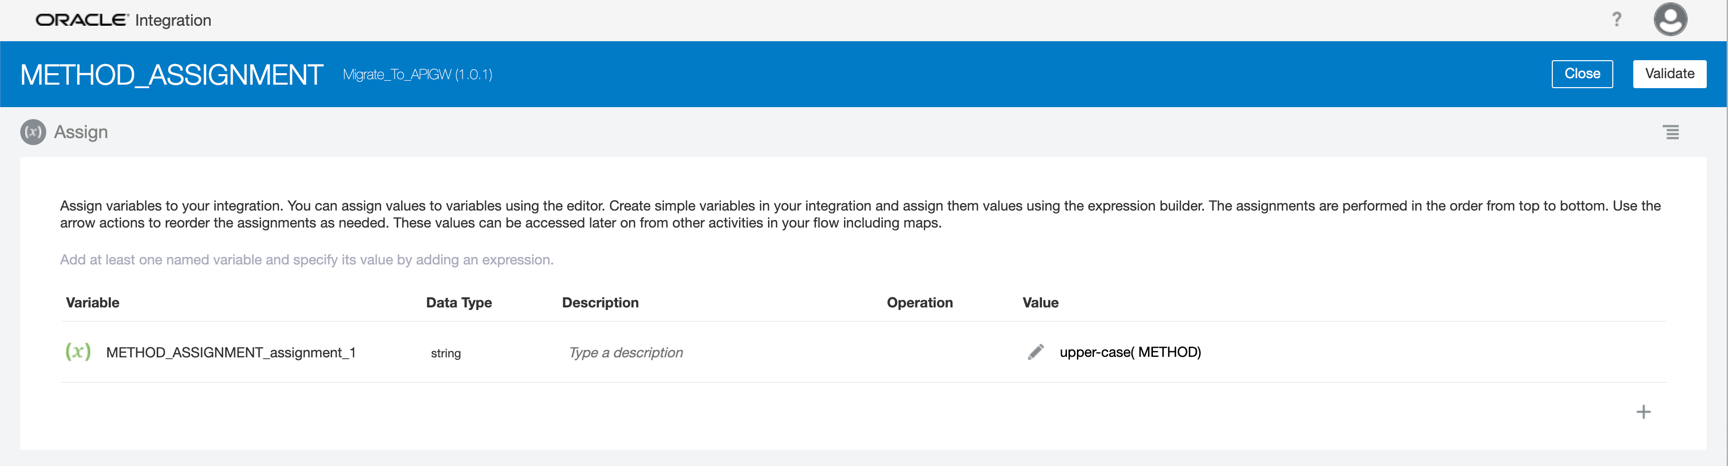 ORACLE® Integration
?
METHOD_ASSIGNMENT Migrate_To_APIGW (1.0.1)
Close
Validate
(x) Assign
Assign variables to your integration. You can assign values to variables using the editor. Create simple variables in your integration and assign them values using the expression builder. The assignments are performed in the order from top to bottom. Use the
arrow actions to reorder the assignments as needed. These values can be accessed later on from other activities in your flow including maps.
Add at least one named variable and specify its value by adding an expression.
Variable Data Type Description Operation Value
(x) METHOD_ASSIGNMENT_assignment_1 string Type a description upper-case( METHOD)